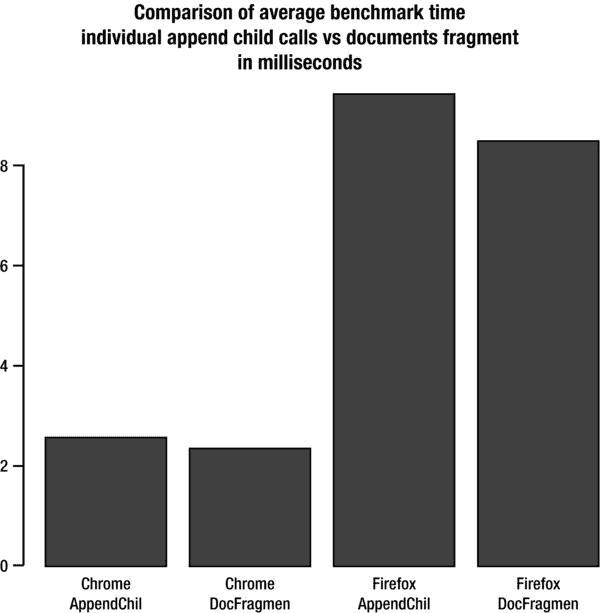 Comparison of average benchmark time
individual append child calls vs documents fragment
in milliseconds
8
6
4
2
0
Chrome
AppendChil
Chrome
DocFragmen
Firefox
AppendChil
Firefox
DocFragmen